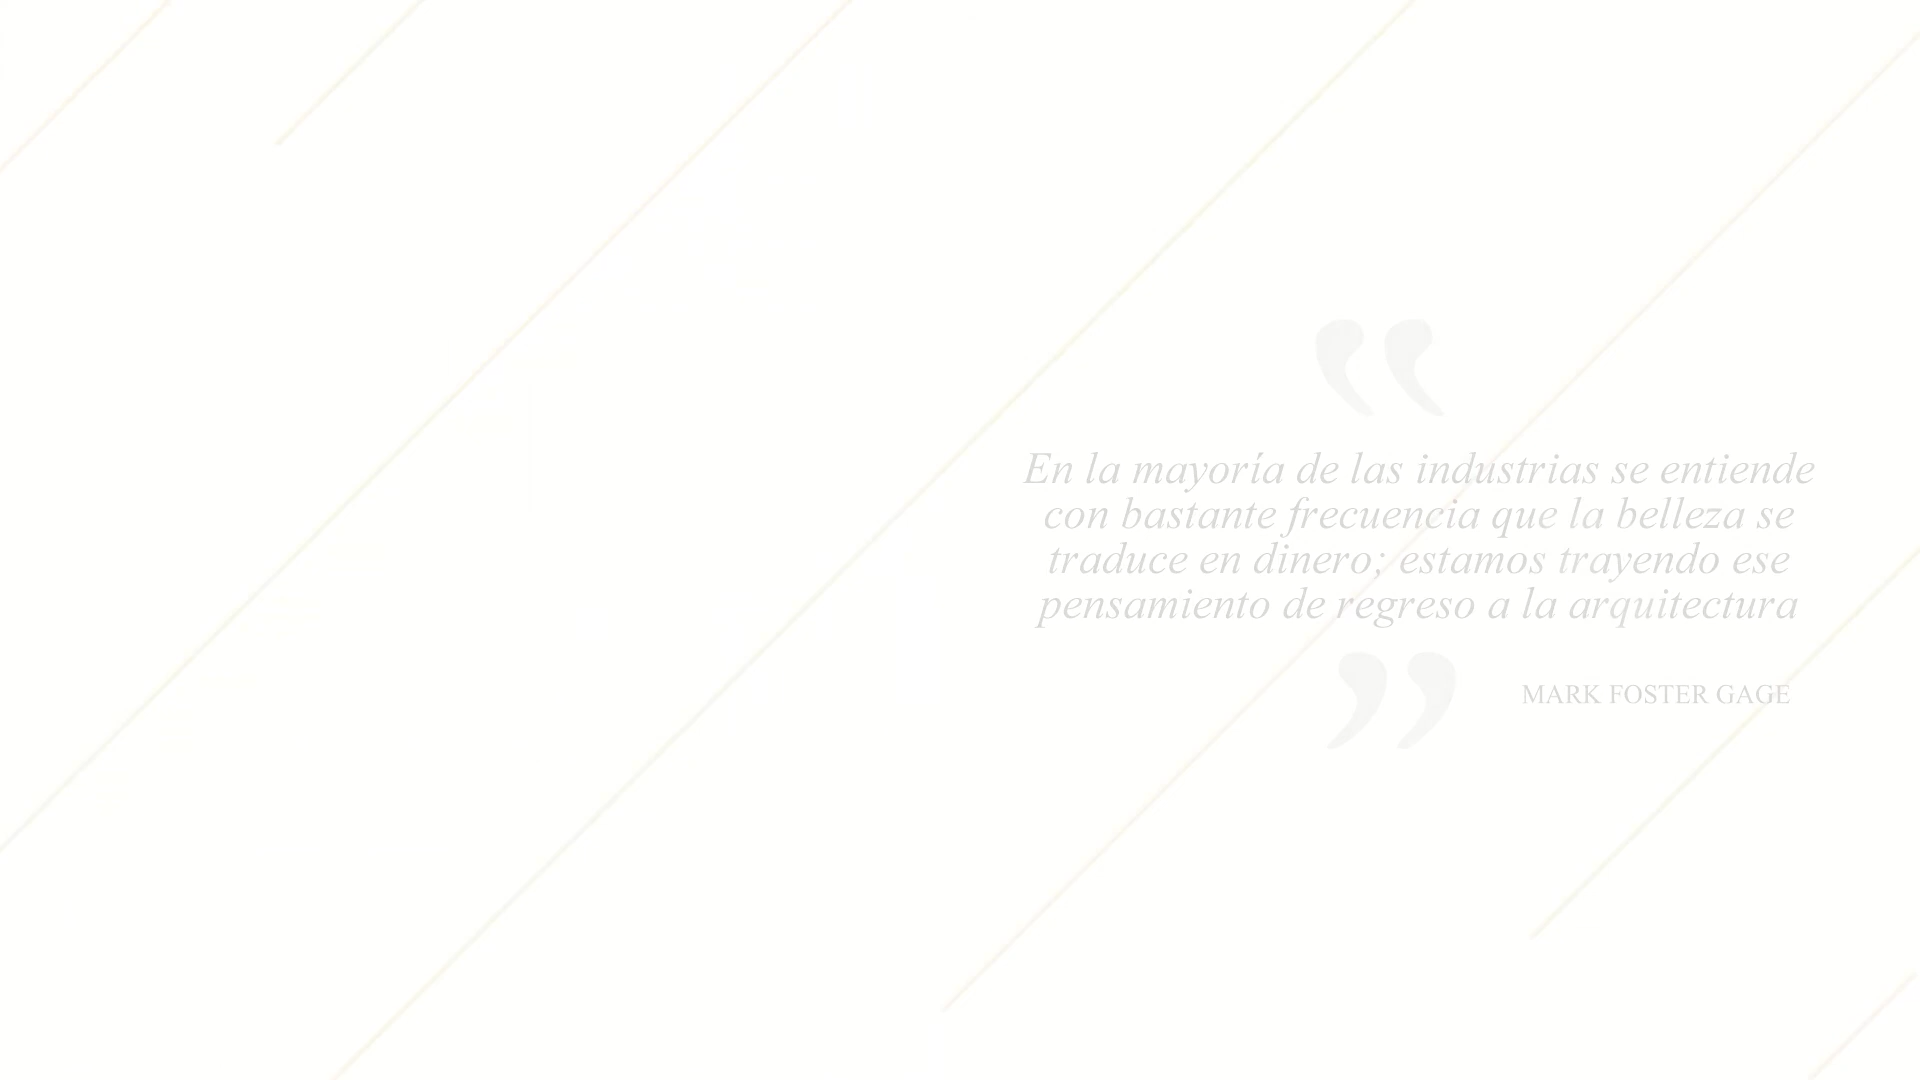 “
En la mayoría de las industrias se entiende
con bastante frecuencia que la belleza se
traduce en dinero; estamos trayendo ese
pensamiento de regreso a la arquitectura
”
MARK FOSTER GAGE